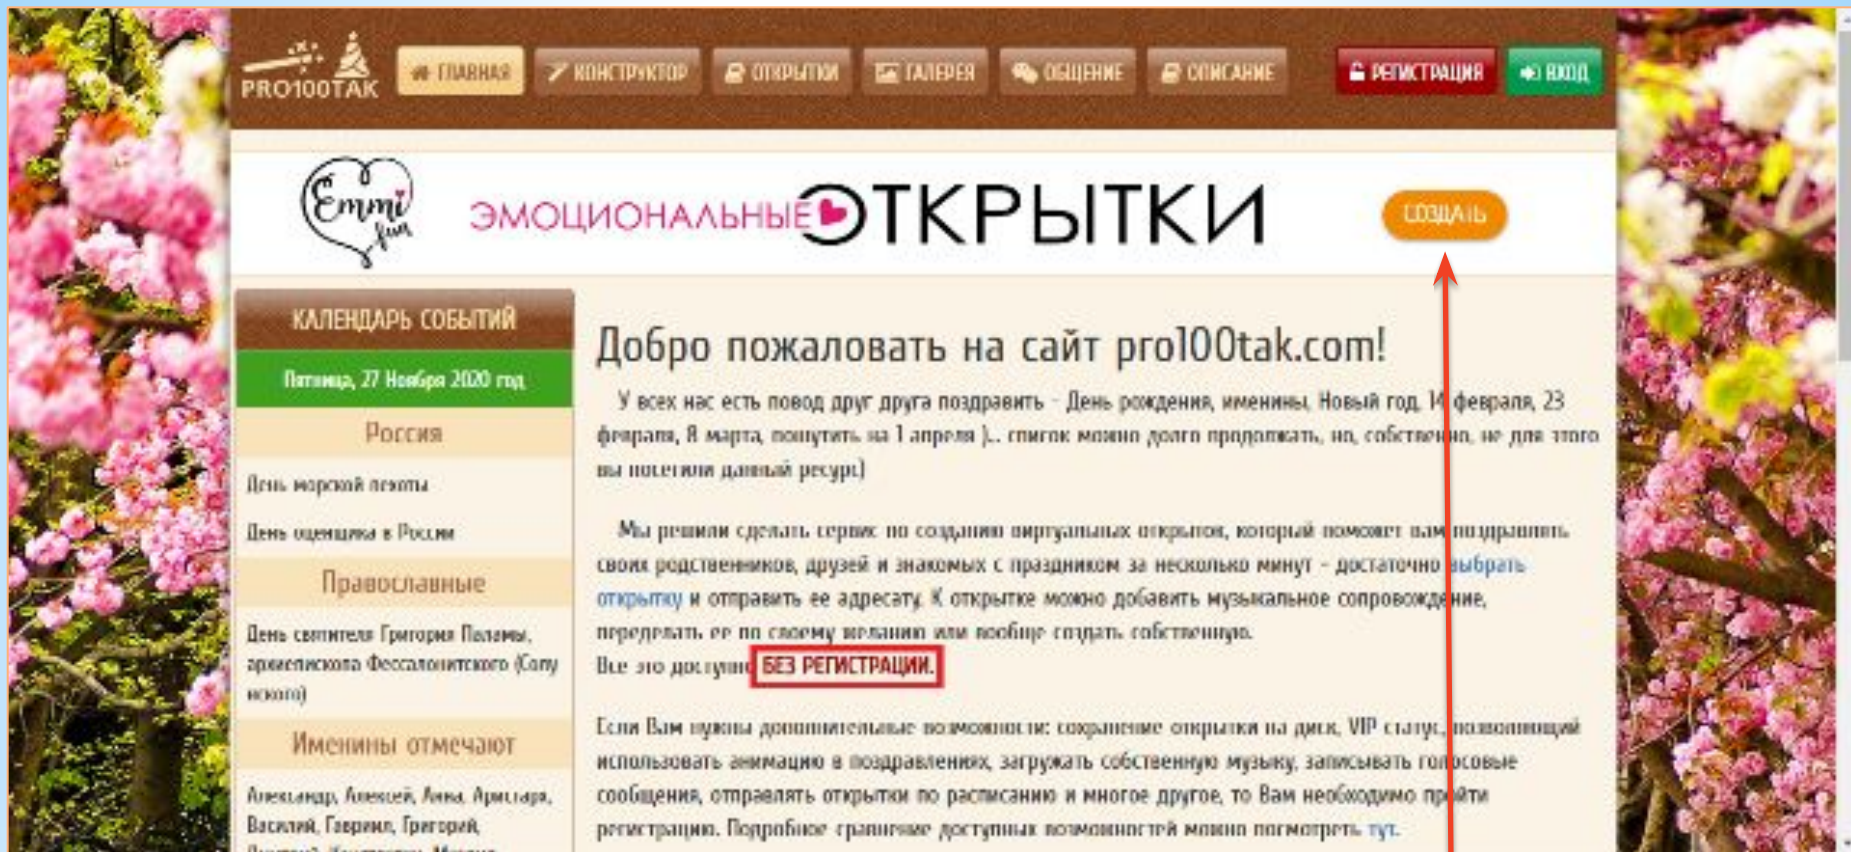 PRO100TAK
ГЛАВНАЯ
КОНСТРУКТОР
ОТКРЫТКИ
ГАЛЕРЕЯ
ОБЩЕНИЕ
ОПИСАНИЕ
РЕГИСТРАЦИЯ
ВХОД
Emmi
fun
ЭМОЦИОНАЛЬНЫЕ ОТКРЫТКИ
СОЗДАТЬ
КАЛЕНДАРЬ СОБЫТИЙ
Пятница, 27 Ноября 2020 год
Россия
День морской пехоты
День оценщика в России
Православные
День святителя Григория Паламы,
архиепископа Фессалонитского (Солу
нского)
Именины отмечают
Александр, Алексей, Анна, Аристарх,
Василий, Гавриил, Григорий,
Добро пожаловать на сайт pro100tak.com!
У всех нас есть повод друг друга поздравить - День рождения, именины, Новый год, 14 февраля, 23
февраля, 8 марта, пошутить на 1 апреля )... список можно долго продолжать, но, собственно, не для этого
вы посетили данный ресурс)
Мы решили сделать сервис по созданию виртуальных открыток, который поможет вам поздравлять
своих родственников, друзей и знакомых с праздником за несколько минут - достаточно выбрать
открытку и отправить ее адресату. К открытке можно добавить музыкальное сопровождение,
переделать ее по своему желанию или вообще создать собственную.
Все это доступно БЕЗ РЕГИСТРАЦИИ.
Если Вам нужны дополнительные возможности: сохранение открытки на диск, VIP статус, позволяющий
использовать анимацию в поздравлениях, загружать собственную музыку, записывать голосовые
сообщения, отправлять открытки по расписанию и многое другое, то Вам необходимо пройти
регистрацию. Подробное сравнение доступных возможностей можно посмотреть тут.